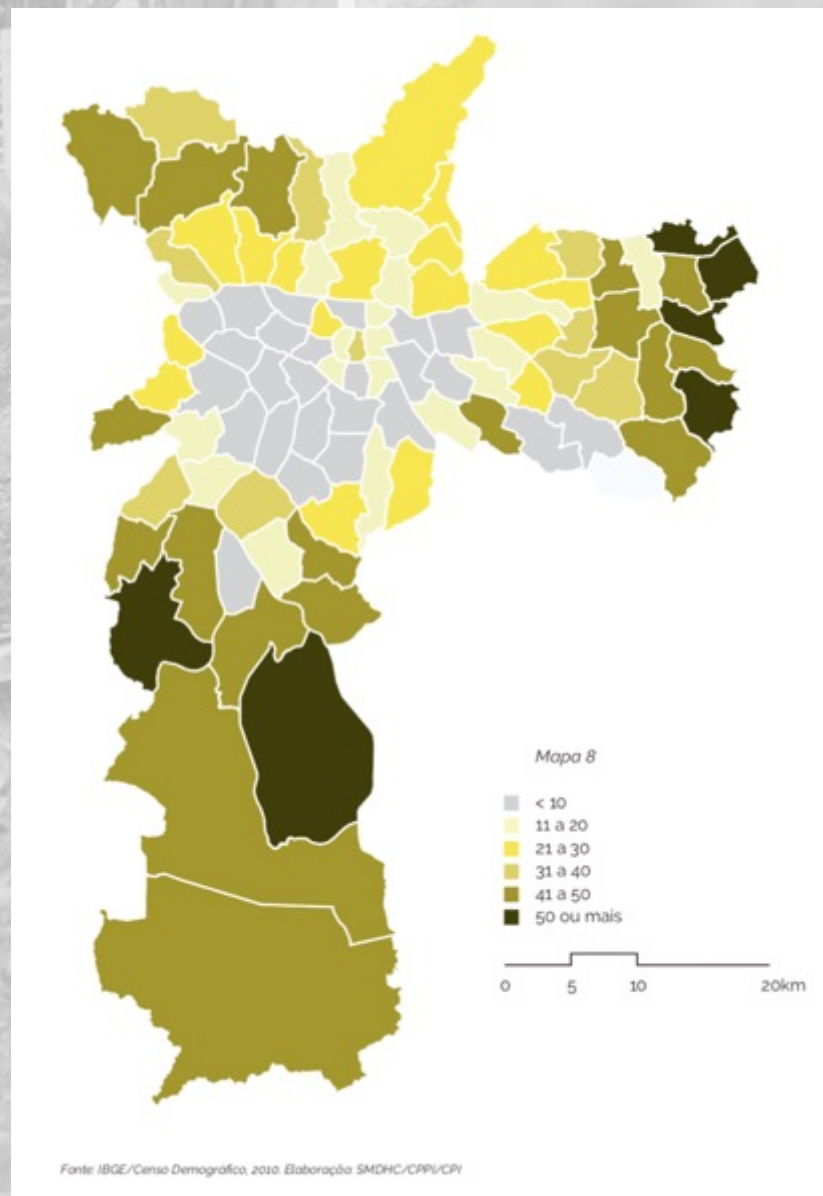 Mapa 8
< 10
11 a 20
21 a 30
31 a 40
41 a 50
50 ou mais
0 5 10 20km
Fonte: IBGE/Censo Demográfico, 2010. Elaboração: SMDHC/CPPI/CPI